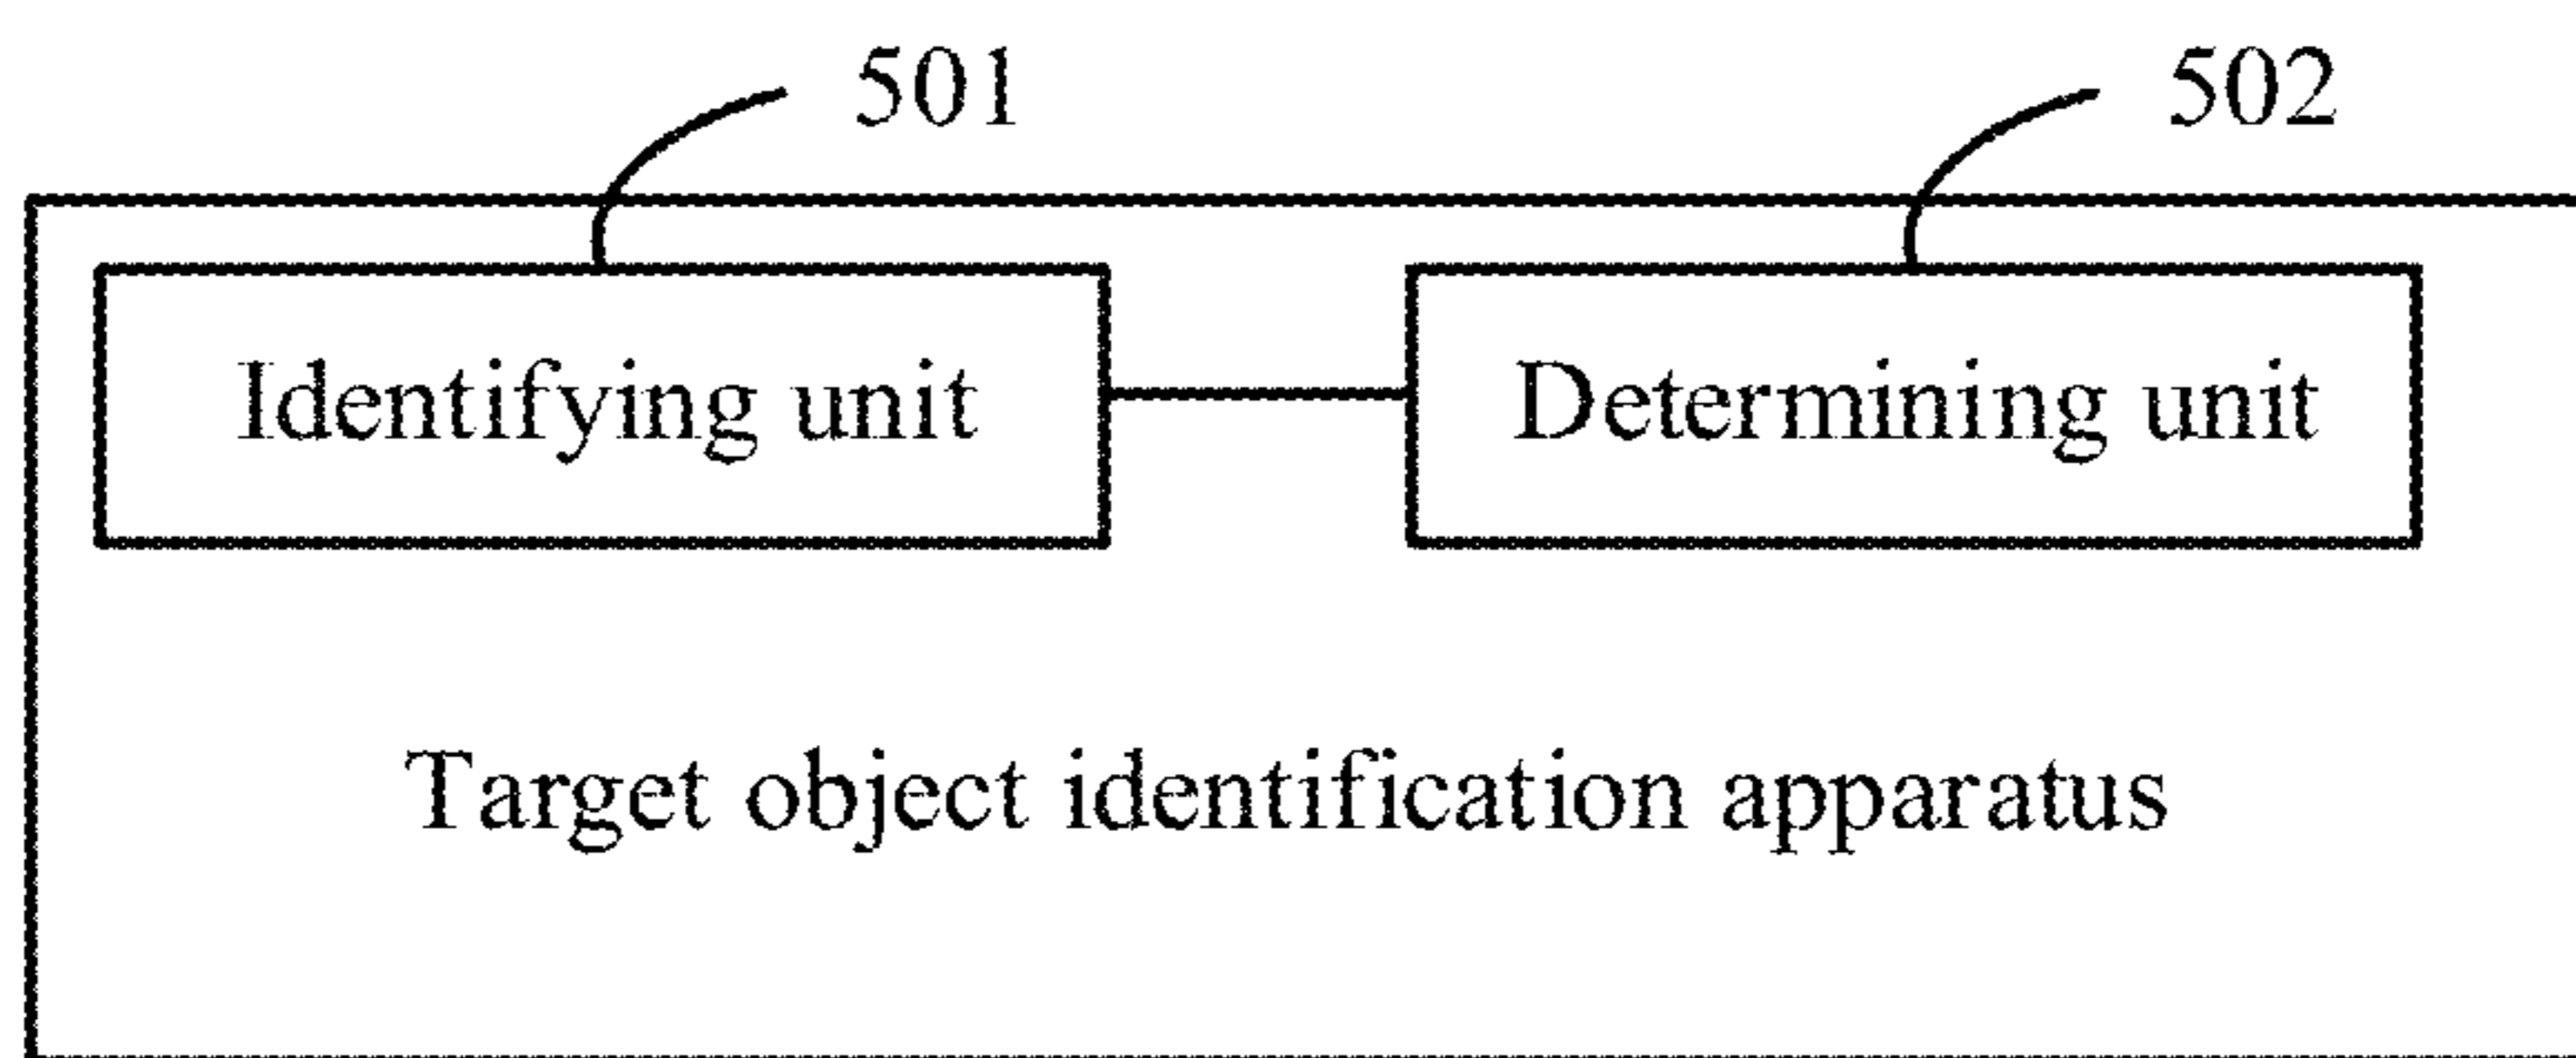 501 502
Identifying unit Determining unit
Target object identification apparatus